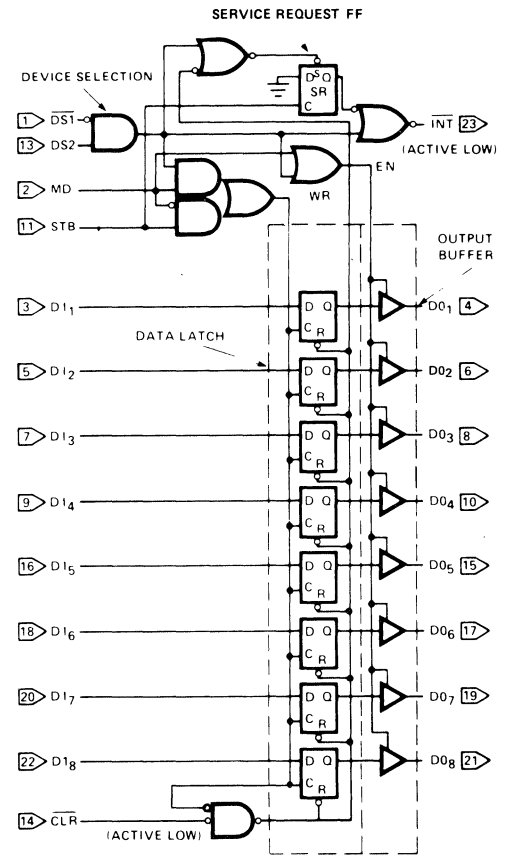 SERVICE REQUEST FF
DEVICE SELECTION
D Q
S
SR
C
1 DS1
13 DS2
INT 23
(ACTIVE LOW)
2 MD
EN
WR
11 STB
OUTPUT
BUFFER
3 DI1
D Q
C R
DO1 4
DATA LATCH
5 DI2
D Q
C R
DO2 6
7 DI3
D Q
C R
DO3 8
9 DI4
D Q
C R
DO4 10
16 DI5
D Q
C R
DO5 15
18 DI6
D Q
C R
DO6 17
20 DI7
D Q
C R
DO7 19
22 D18
D Q
C R
DO8 21
14 CLR
(ACTIVE LOW)